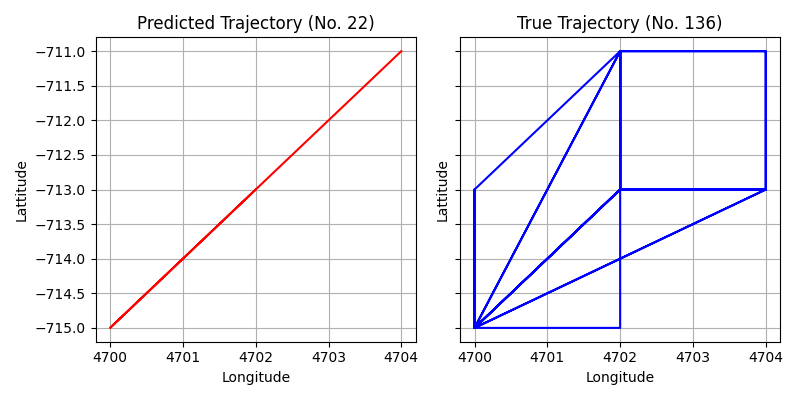 Predicted Trajectory (No. 22)
True Trajectory (No. 136)
−711.0
−711.5
−712.0
−712.5
−713.0
−713.5
−714.0
−714.5
−715.0
Lattitude
Lattitude
4700 4701 4702 4703 4704
4700 4701 4702 4703 4704
Longitude
Longitude